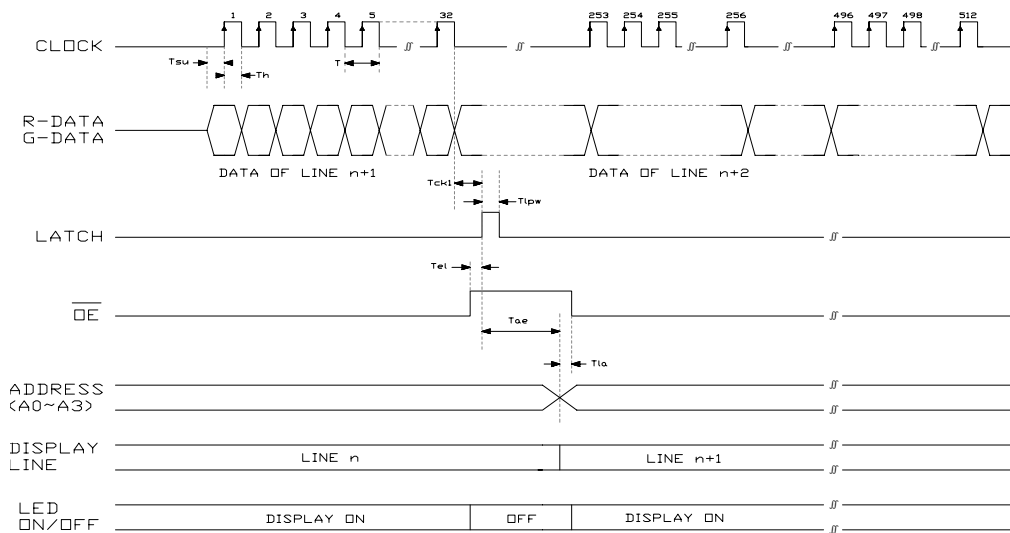 1 2 3 4 5 32 253 254 255 256 496 497 498 512
CLOCK
Tsu
Th
T
R-DATA
G-DATA
DATA OF LINE n+1
DATA OF LINE n+2
Tck1
Tlpw
LATCH
Tel
OE
Tae
Tla
ADDRESS
(A0~A3)
DISPLAY
LINE
LINE n
LINE n+1
LED
ON/OFF
DISPLAY ON
OFF
DISPLAY ON